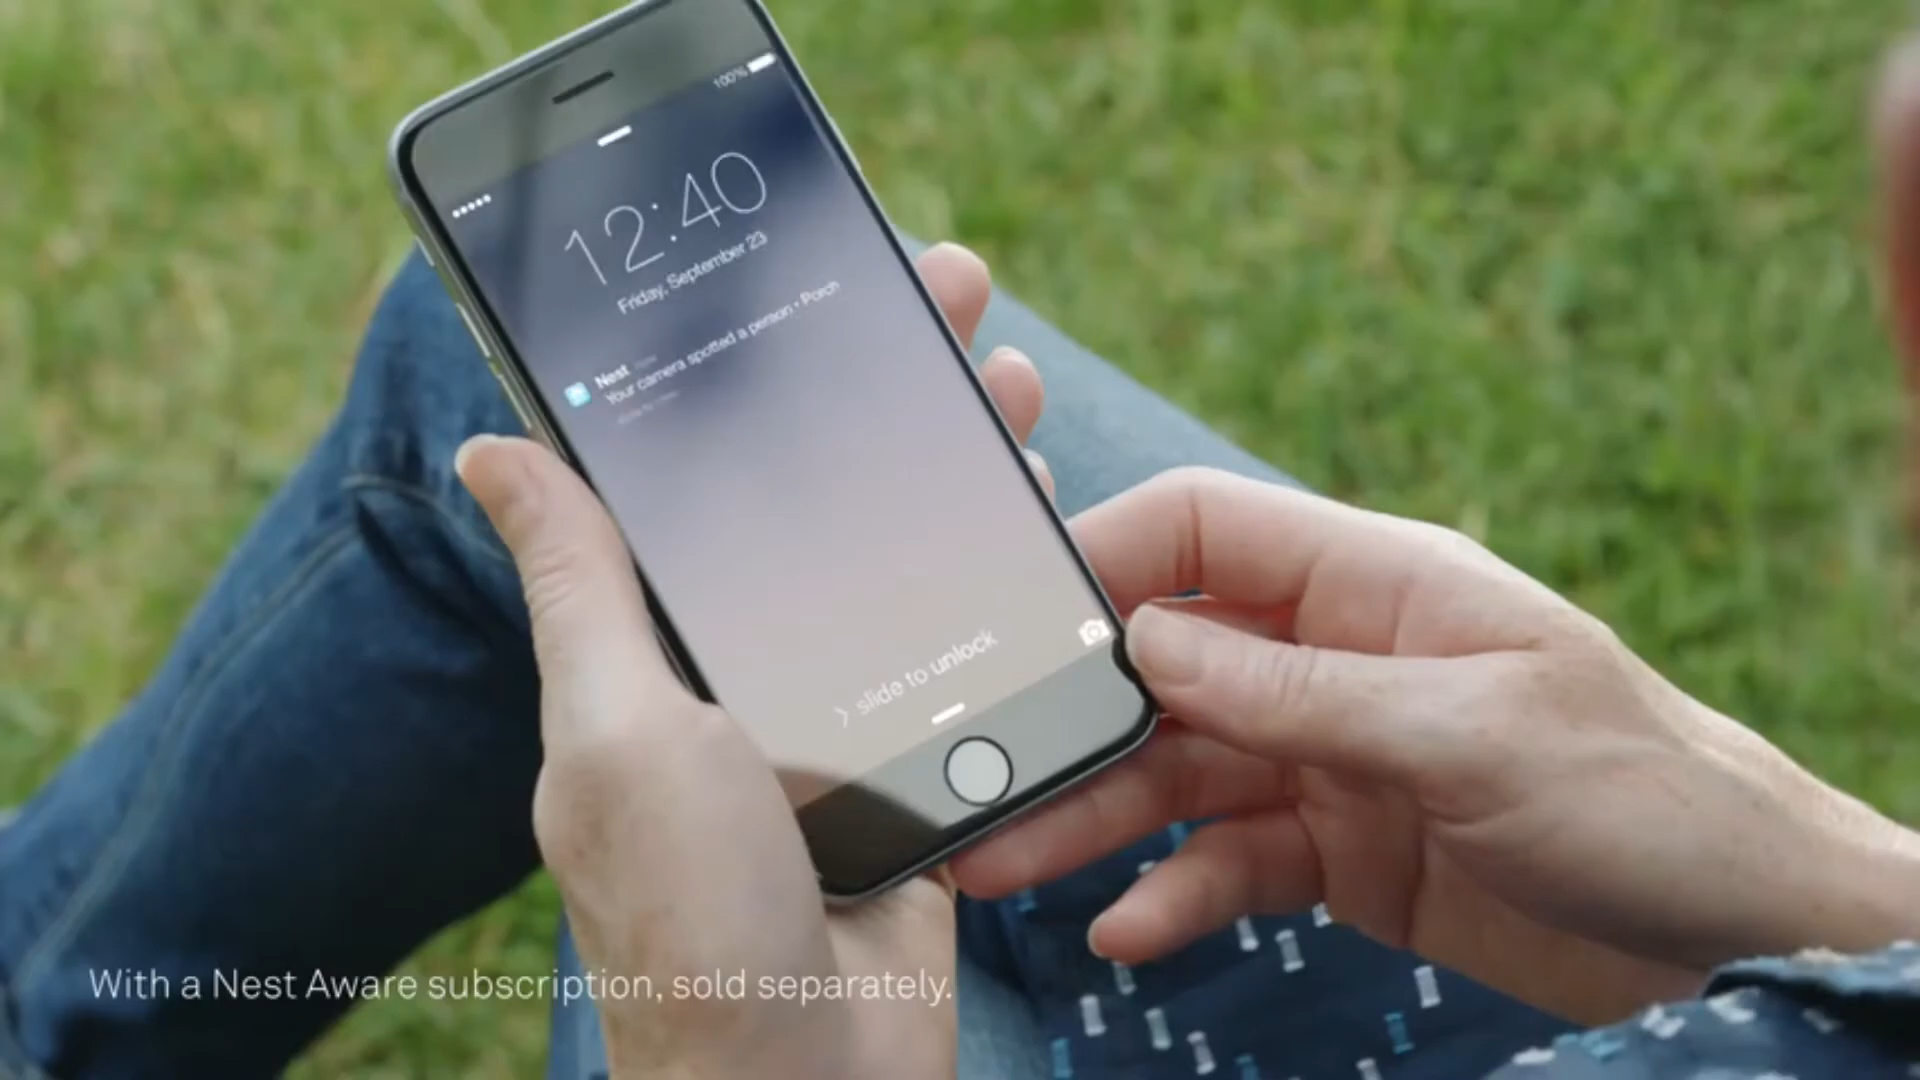 100%
12:40
Friday, September 23
Nest now
Your camera spotted a person • Porch
> slide to unlock
With a Nest Aware subscription, sold separately.